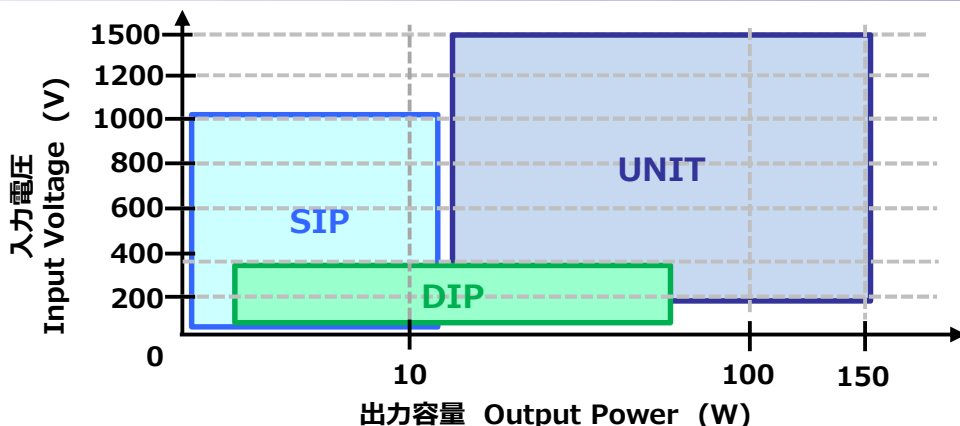 1500
1200
1000
800
600
400
200
0
入力電圧
Input Voltage (V)
UNIT
SIP
DIP
10
100
150
出力容量 Output Power (W)